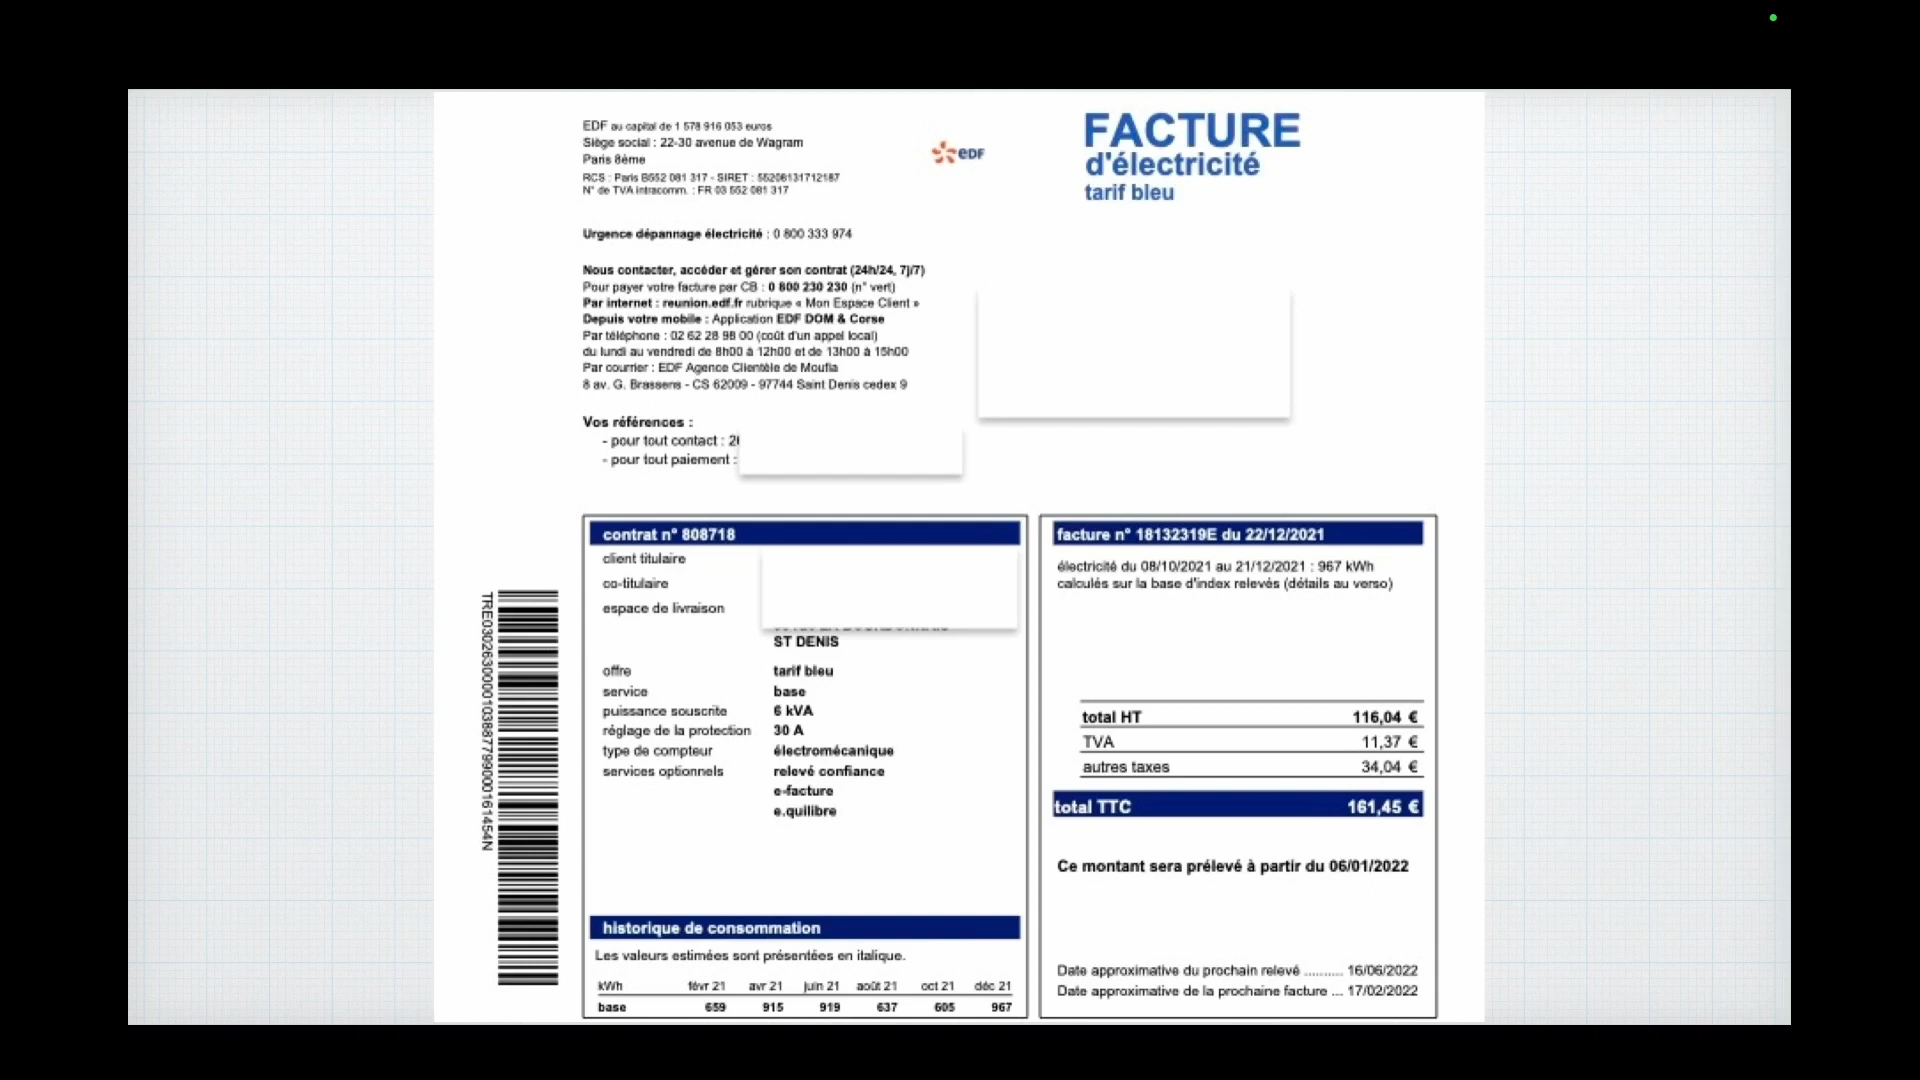 EDF au capital de 1 578 916 053 euros
Siège social : 22-30 avenue de Wagram
Paris 8ème
RCS : Paris B552 081 317 - SIRET : 55208131712187
N° de TVA intracomm. : FR 03 552 081 317
EDF
FACTURE
d'électricité
tarif bleu
Urgence dépannage électricité : 0 800 333 974
Nous contacter, accéder et gérer son contrat (24h/24, 7j/7)
Pour payer votre facture par CB : 0 800 230 230 (n° vert)
Par internet : reunion.edf.fr rubrique « Mon Espace Client »
Depuis votre mobile : Application EDF DOM & Corse
Par téléphone : 02 62 28 98 00 (coût d'un appel local)
du lundi au vendredi de 8h00 à 12h00 et de 13h00 à 15h00
Par courrier : EDF Agence Clientèle de Moufia
8 av. G. Brassens - CS 62009 - 97744 Saint Denis cedex 9
Vos références :
- pour tout contact : 2
- pour tout paiement :
contrat n° 808718
client titulaire
co-titulaire
espace de livraison
ST DENIS
offre tarif bleu
service base
puissance souscrite 6 kVA
réglage de la protection 30 A
type de compteur électromécanique
services optionnels relevé confiance
e-facture
e.quilibre
historique de consommation
Les valeurs estimées sont présentées en italique.
kWh févr 21 avr 21 juin 21 août 21 oct 21 déc 21
base 659 915 919 637 605 967
facture n° 18132319E du 22/12/2021
électricité du 08/10/2021 au 21/12/2021 : 967 kWh
calculés sur la base d'index relevés (détails au verso)
total HT 116,04 €
TVA 11,37 €
autres taxes 34,04 €
total TTC 161,45 €
Ce montant sera prélevé à partir du 06/01/2022
Date approximative du prochain relevé .......... 16/06/2022
Date approximative de la prochaine facture ... 17/02/2022